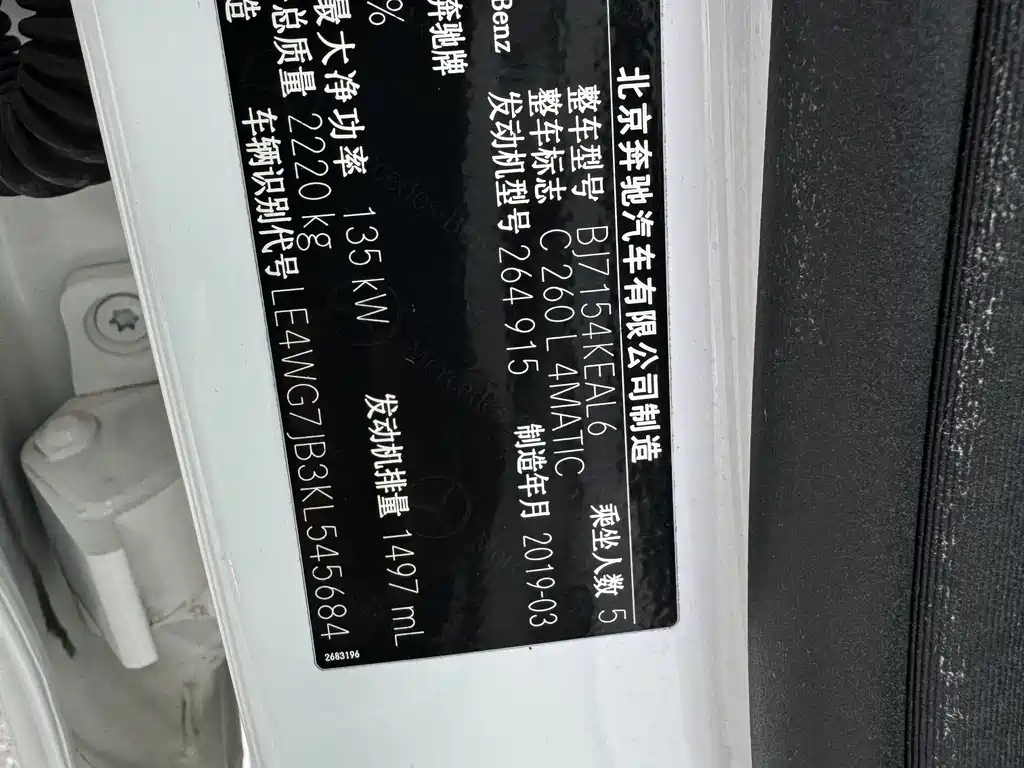 北京奔驰汽车有限公司制造
整车型号 BJ7154KEAL6 乘坐人数 5
整车标志 C 260 L 4MATIC
发动机型号 264 915 制造年月 2019-03
Benz
奔驰牌
%
最大净功率 135 kW 发动机排量 1497 mL
总质量 2220 kg
车辆识别代号 LE4WG7JB3KL545684
造
2683196